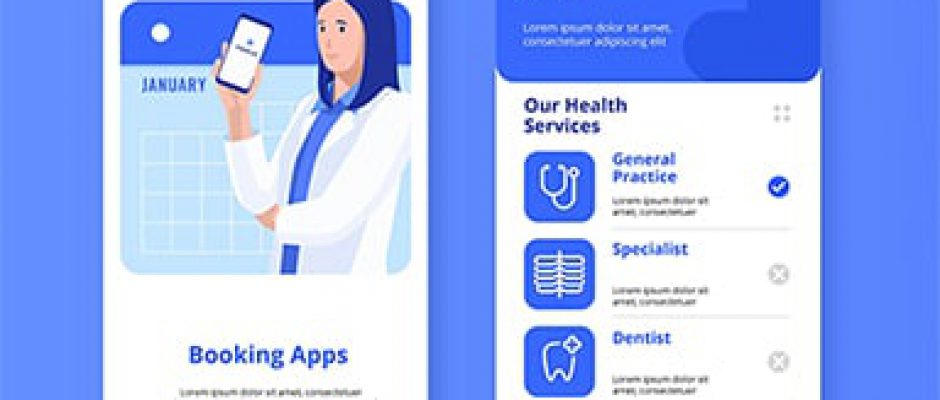 JANUARY
Booking Apps
Lorem ipsum dolor sit amet, consectetuer
Lorem ipsum dolor sit amet,
consectetuer adipiscing elit
Our Health
Services
General
Practice
Lorem ipsum dolor sit
amet, consectetuer
Specialist
Lorem ipsum dolor sit
amet, consectetuer
Dentist
Lorem ipsum dolor sit
amet, consectetuer